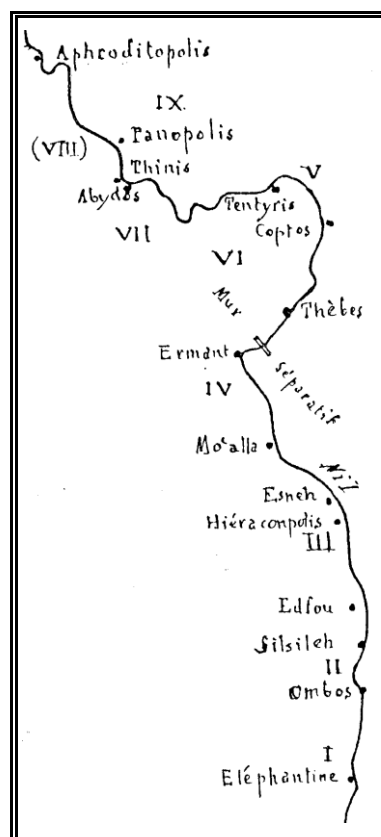 Aphroditopolis
IX
Panopolis
(VIII)
Thinis
Abydos
V
VII
Tentyris
Coptos
VI
Mur
Thèbes
Ermant
Séparatif
IV
Mo'alla
Nil
Esneh
Hiéraconpolis
III
Edfou
Silsileh
II
Ombos
I
Eléphantine